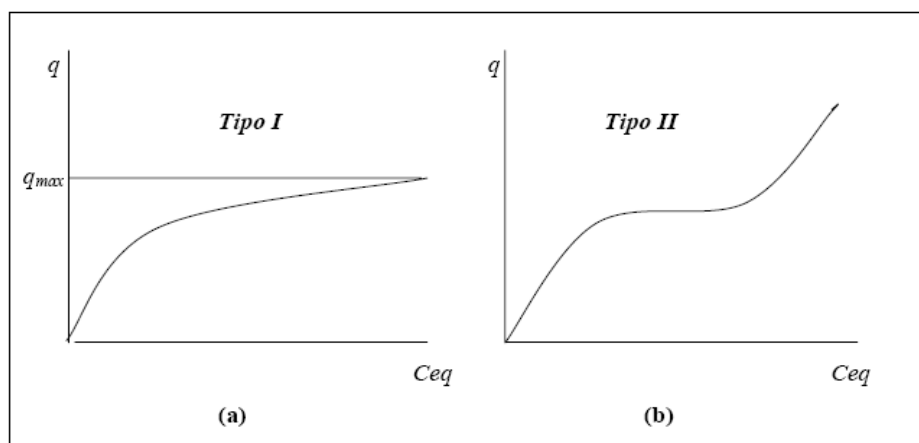 q
Tipo I
qmax
Ceq
(a)
q
Tipo II
Ceq
(b)